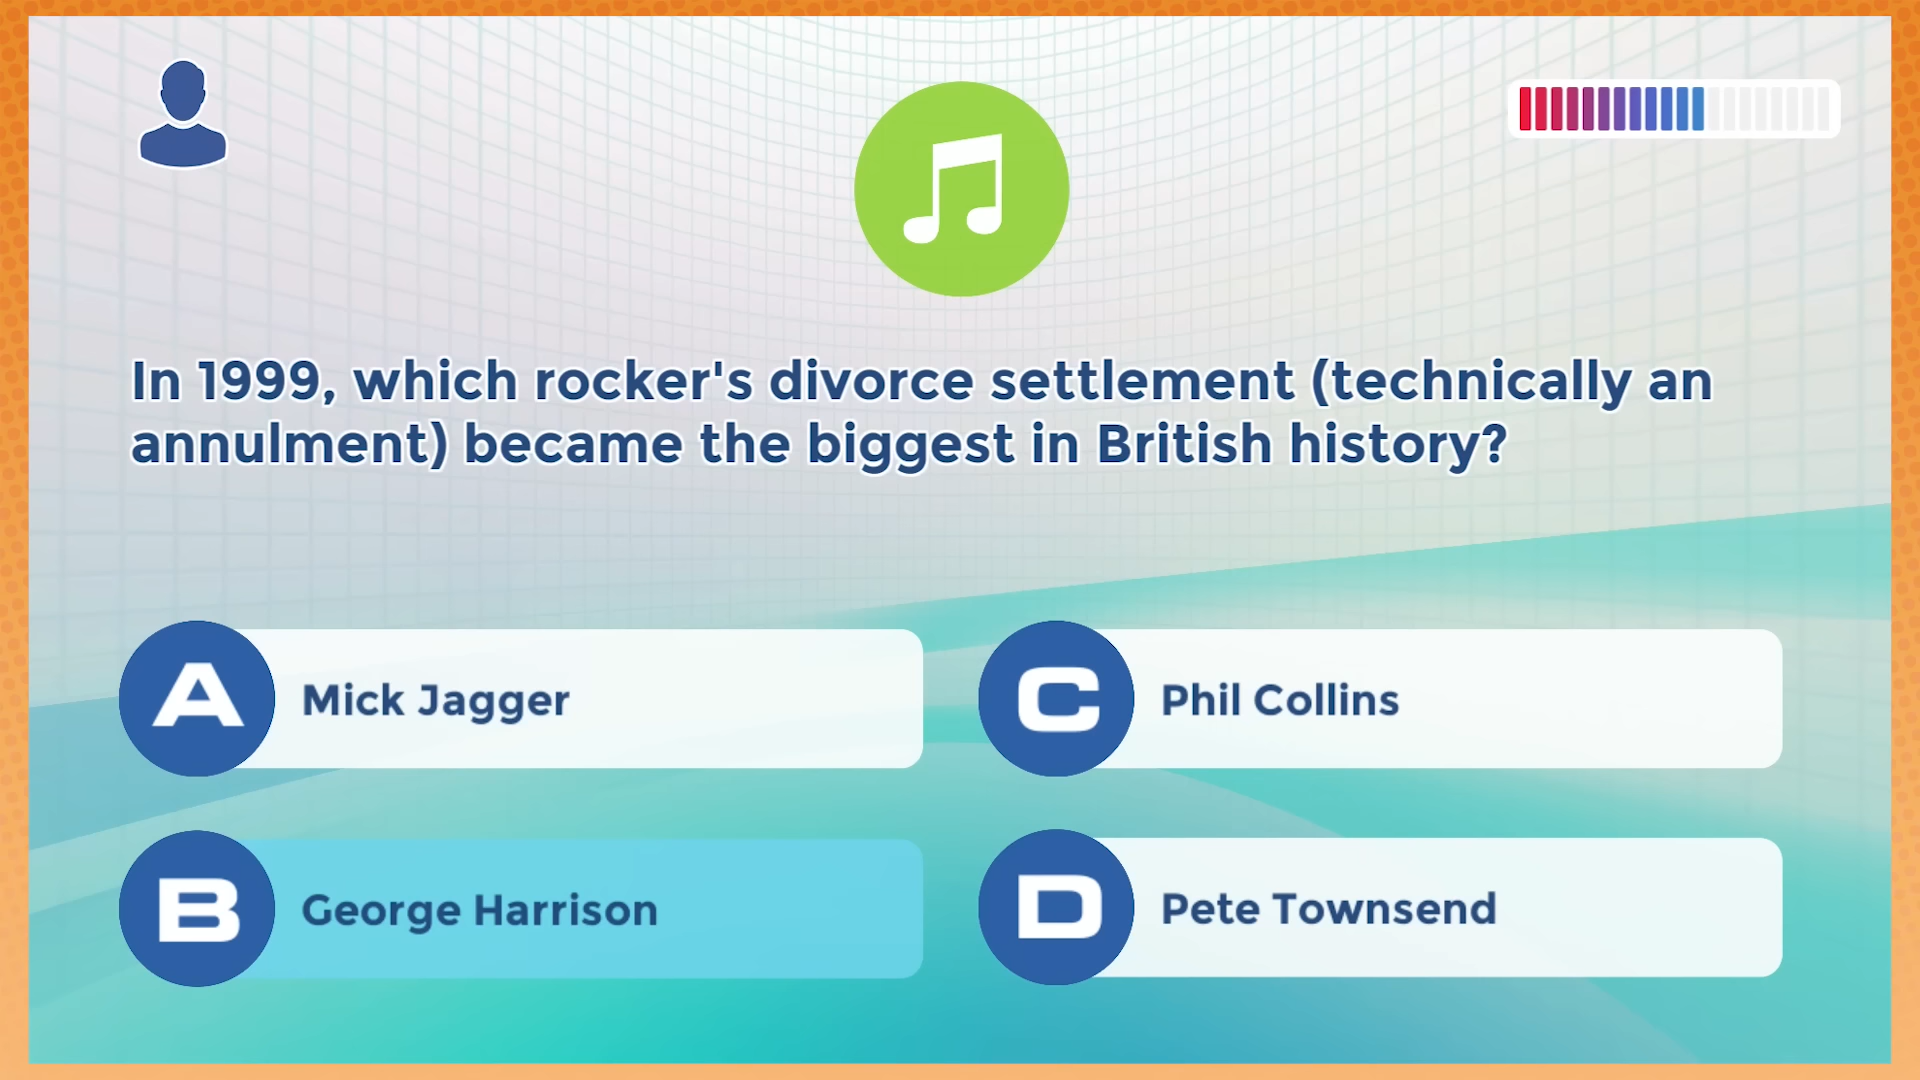 In 1999, which rocker's divorce settlement (technically an
annulment) became the biggest in British history?
A Mick Jagger
B George Harrison
C Phil Collins
D Pete Townsend